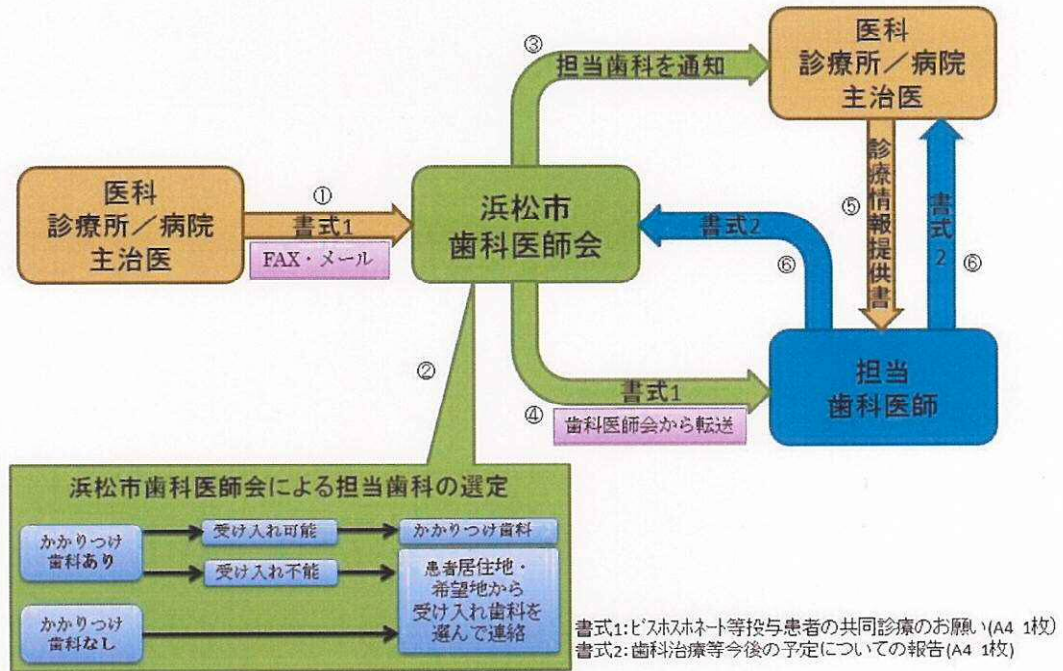 ③
担当歯科を通知
医科
診療所／病院
主治医
医科
診療所／病院
主治医
①
書式1
FAX・メール
浜松市
歯科医師会
書式2
⑥
⑤
診療情報提供書
書式2
⑥
②
④
書式1
歯科医師会から転送
担当
歯科医師
浜松市歯科医師会による担当歯科の選定
かかりつけ
歯科あり
受け入れ可能
かかりつけ歯科
受け入れ不能
患者居住地・
希望地から
受け入れ歯科を
選んで連絡
かかりつけ
歯科なし
書式1:ビスホスホネート等投与患者の共同診療のお願い(A4 1枚)
書式2:歯科治療等今後の予定についての報告(A4 1枚)